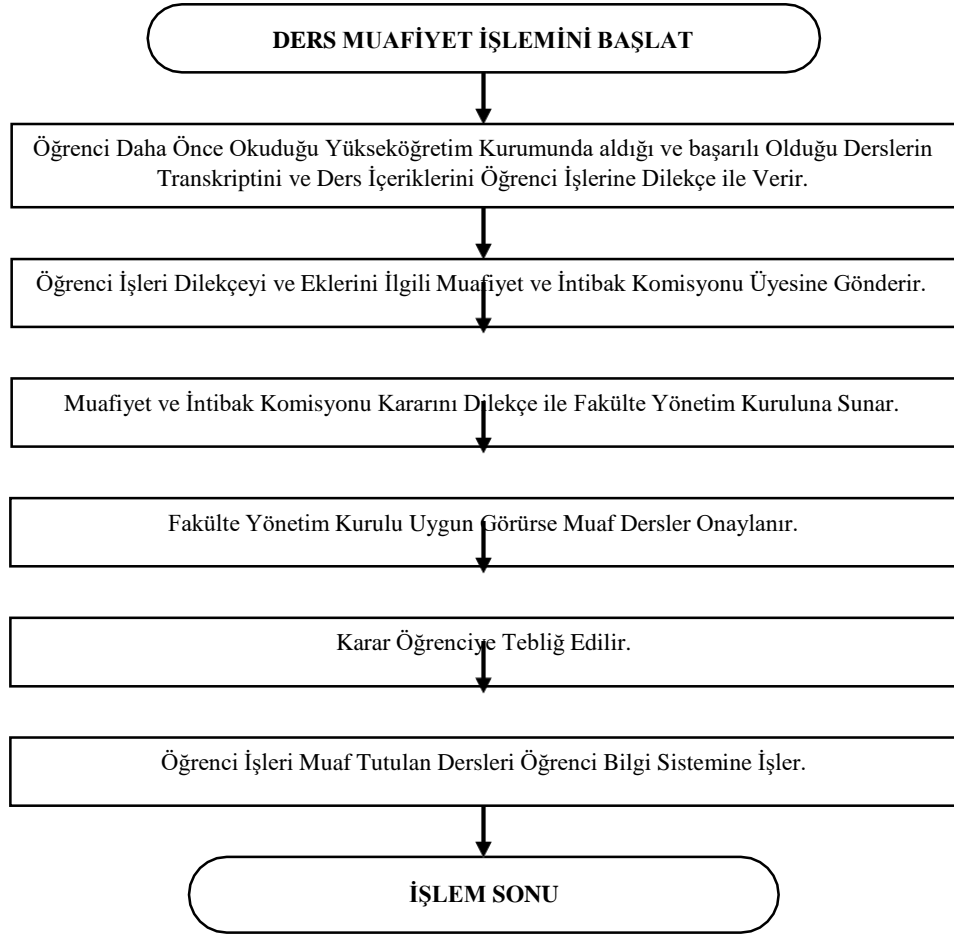 DERS MUAFİYET İŞLEMİNİ BAŞLAT
Öğrenci Daha Önce Okuduğu Yükseköğretim Kurumunda aldığı ve başarılı Olduğu Derslerin
Transkriptini ve Ders İçeriklerini Öğrenci İşlerine Dilekçe ile Verir.
Öğrenci İşleri Dilekçeyi ve Eklerini İlgili Muafiyet ve İntibak Komisyonu Üyesine Gönderir.
Muafiyet ve İntibak Komisyonu Kararını Dilekçe ile Fakülte Yönetim Kuruluna Sunar.
Fakülte Yönetim Kurulu Uygun Görürse Muaf Dersler Onaylanır.
Karar Öğrenciye Tebliğ Edilir.
Öğrenci İşleri Muaf Tutulan Dersleri Öğrenci Bilgi Sistemine İşler.
İŞLEM SONU